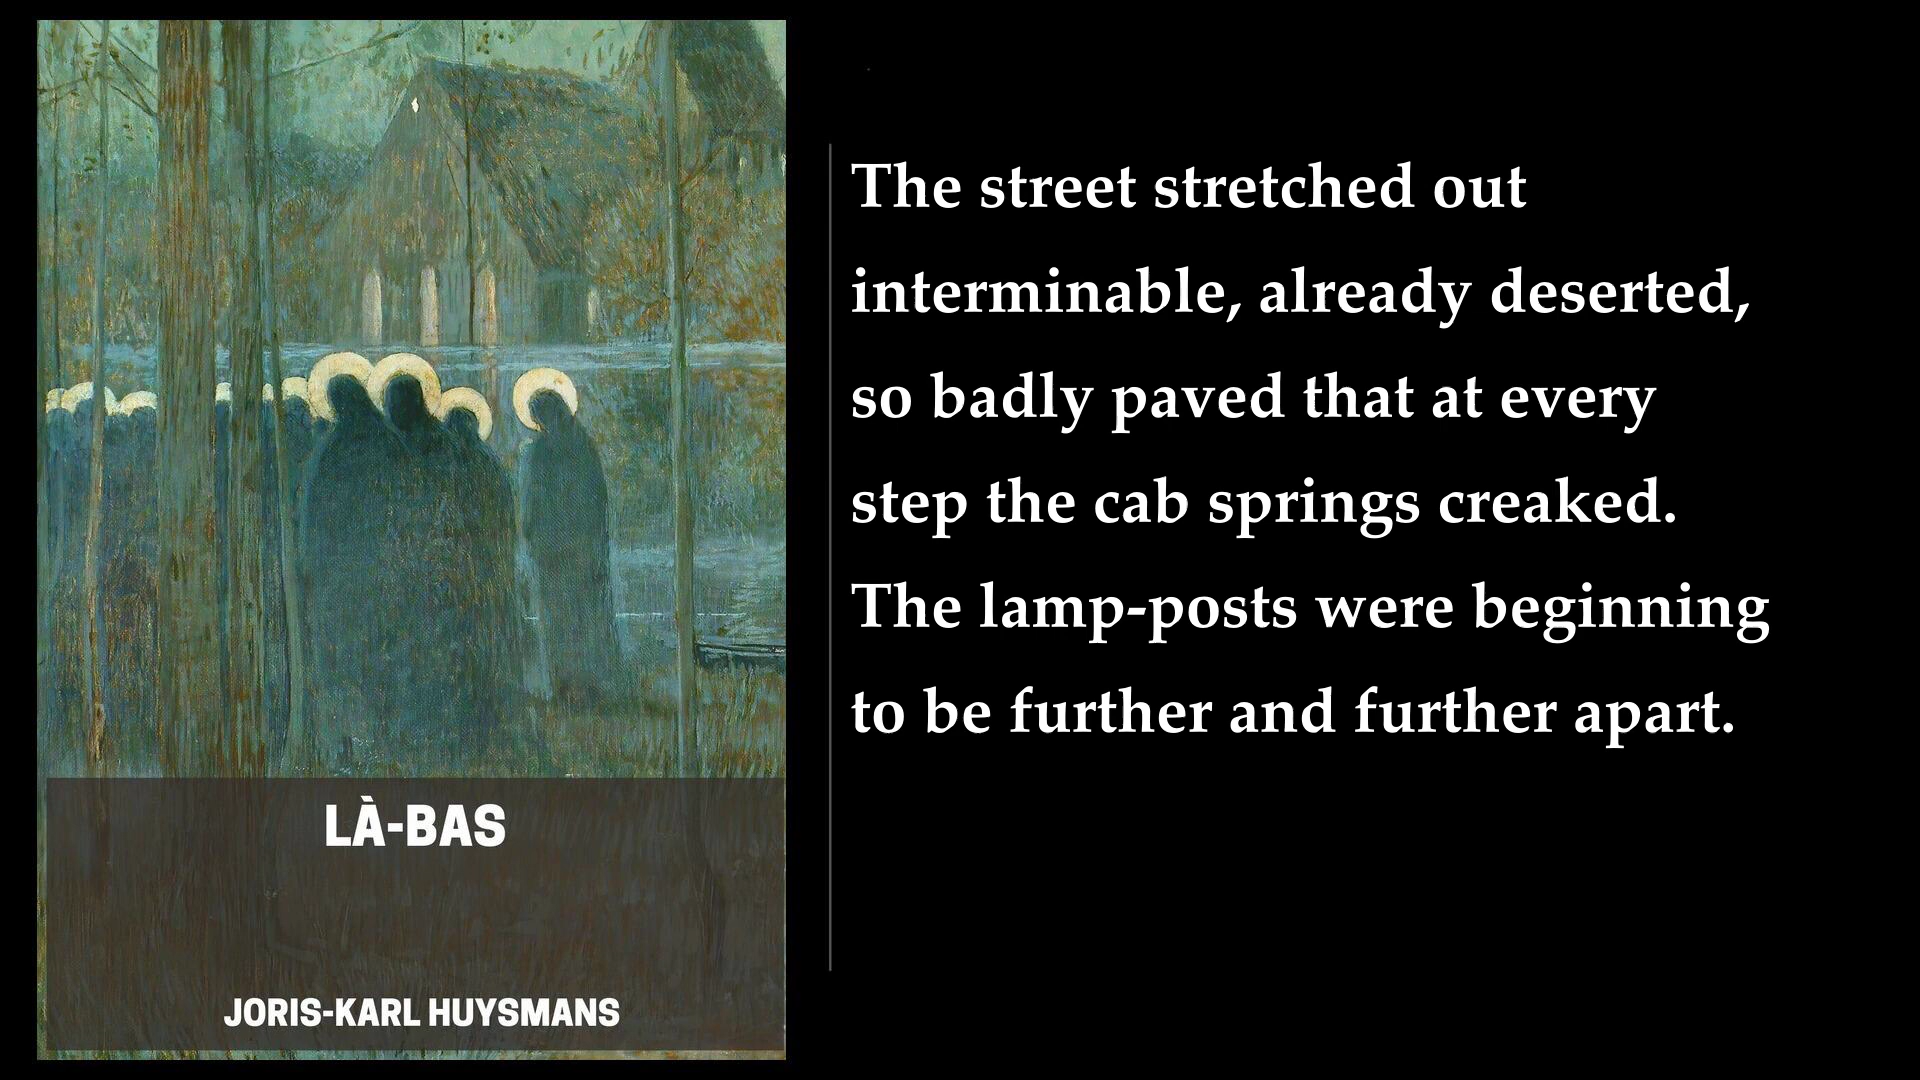 LÀ-BAS
JORIS-KARL HUYSMANS
The street stretched out
interminable, already deserted,
so badly paved that at every
step the cab springs creaked.
The lamp-posts were beginning
to be further and further apart.